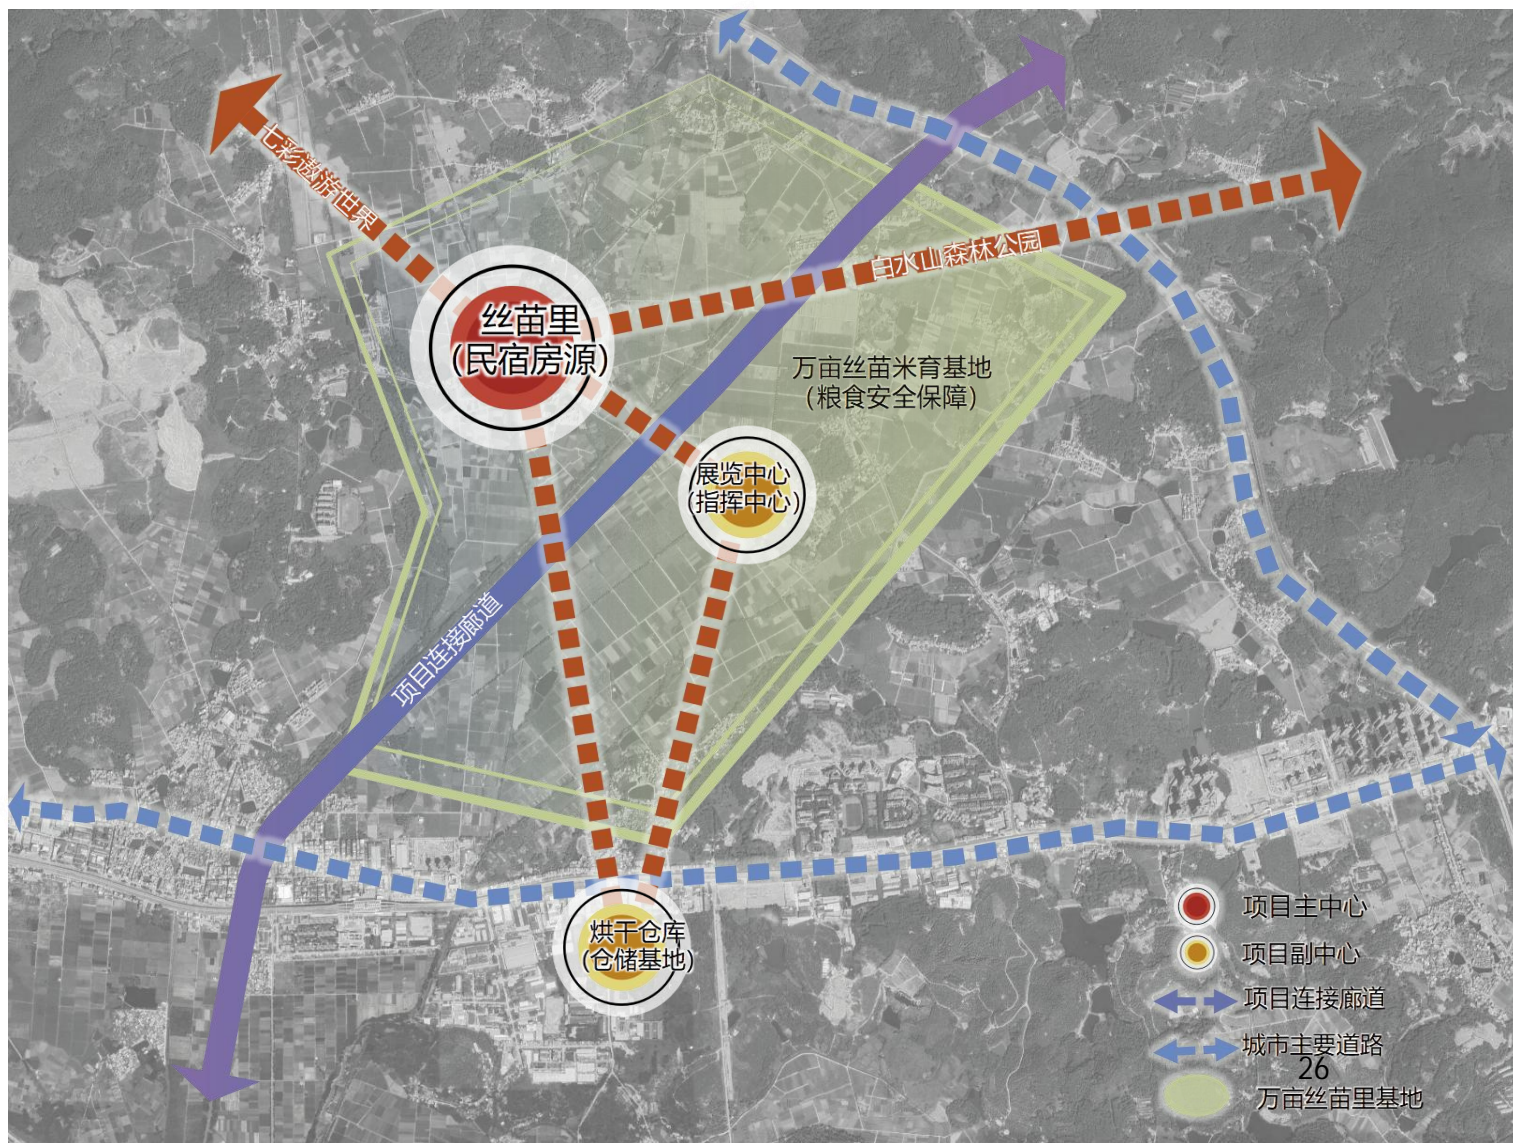 七彩遨游世界
白水山森林公园
丝苗里
（民宿房源）
万亩丝苗米育基地
（粮食安全保障）
展览中心
（指挥中心）
项目连接廊道
烘干仓库
（仓储基地）
项目主中心
项目副中心
项目连接廊道
城市主要道路
26
万亩丝苗里基地